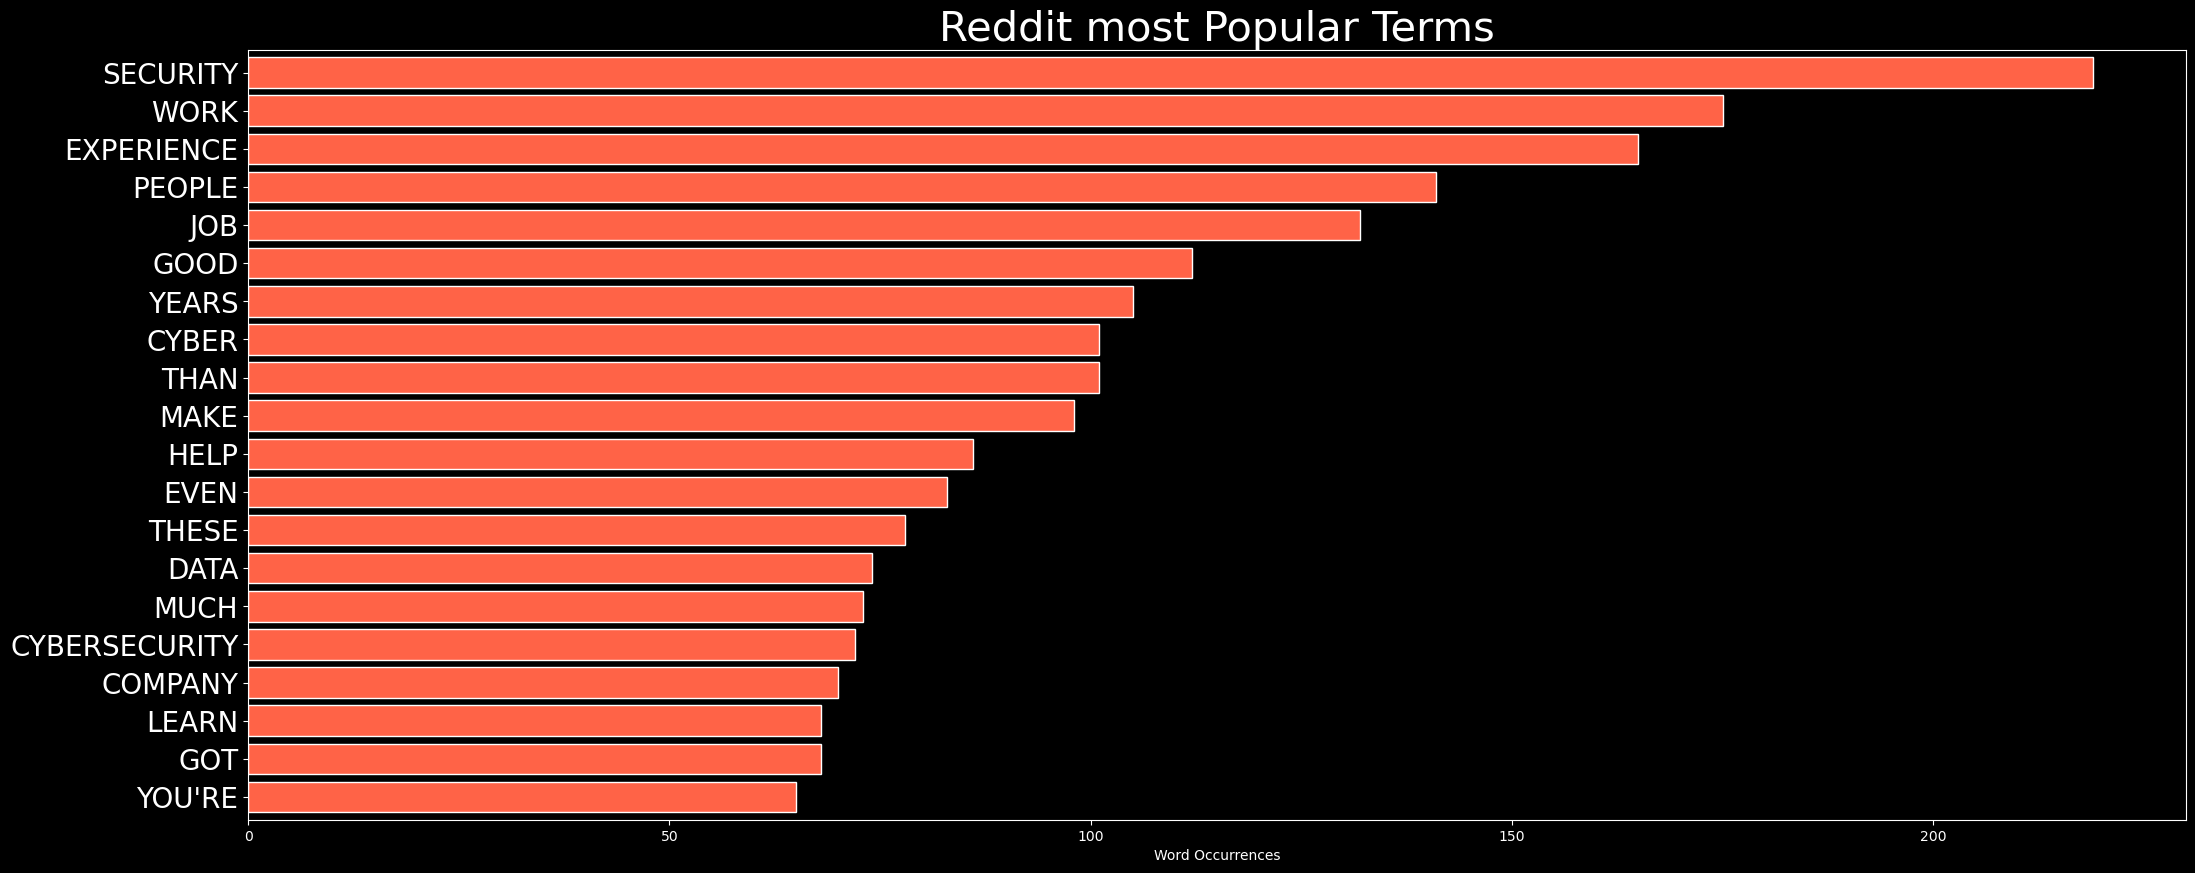 Reddit most Popular Terms
SECURITY
WORK
EXPERIENCE
PEOPLE
JOB
GOOD
YEARS
CYBER
THAN
MAKE
HELP
EVEN
THESE
DATA
MUCH
CYBERSECURITY
COMPANY
LEARN
GOT
YOU'RE
0 50 100 150 200
Word Occurrences